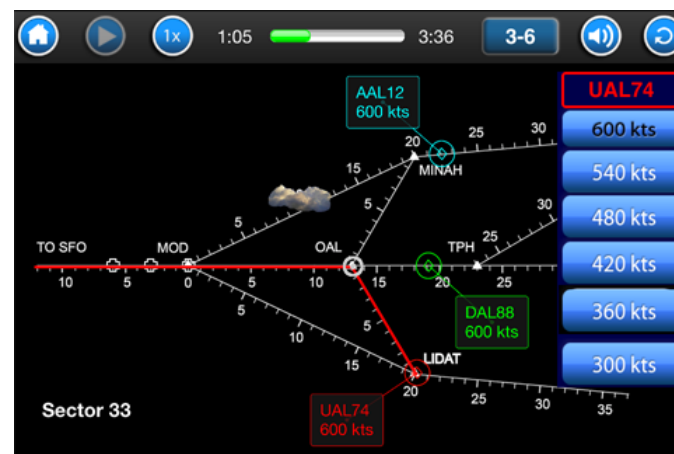 1x
1:05
3:36
3-6
UAL74
600 kts
540 kts
480 kts
420 kts
360 kts
300 kts
AAL12
600 kts
20
25
30
MINAH
15
5
5
30
25
TO SFO
MOD
OAL
TPH
10
5
0
5
10
15
20
25
DAL88
600 kts
5
5
10
15
LIDAT
20
25
30
35
UAL74
600 kts
Sector 33